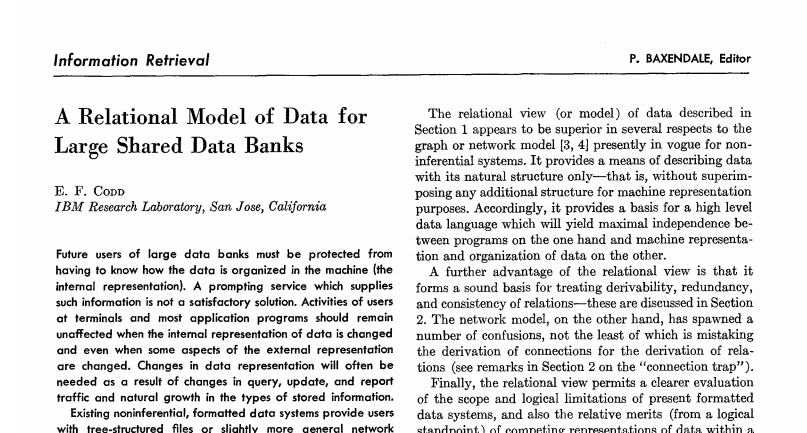 Information Retrieval
P. BAXENDALE, Editor
A Relational Model of Data for
Large Shared Data Banks
E. F. CODD
IBM Research Laboratory, San Jose, California
Future users of large data banks must be protected from
having to know how the data is organized in the machine (the
internal representation). A prompting service which supplies
such information is not a satisfactory solution. Activities of users
at terminals and most application programs should remain
unaffected when the internal representation of data is changed
and even when some aspects of the external representation
are changed. Changes in data representation will often be
needed as a result of changes in query, update, and report
traffic and natural growth in the types of stored information.
Existing noninferential, formatted data systems provide users
with tree-structured files or slightly more general network
The relational view (or model) of data described in
Section 1 appears to be superior in several respects to the
graph or network model [3, 4] presently in vogue for non-
inferential systems. It provides a means of describing data
with its natural structure only—that is, without superim-
posing any additional structure for machine representation
purposes. Accordingly, it provides a basis for a high level
data language which will yield maximal independence be-
tween programs on the one hand and machine representa-
tion and organization of data on the other.
A further advantage of the relational view is that it
forms a sound basis for treating derivability, redundancy,
and consistency of relations—these are discussed in Section
2. The network model, on the other hand, has spawned a
number of confusions, not the least of which is mistaking
the derivation of connections for the derivation of rela-
tions (see remarks in Section 2 on the “connection trap”).
Finally, the relational view permits a clearer evaluation
of the scope and logical limitations of present formatted
data systems, and also the relative merits (from a logical
standpoint) of competing representations of data within a